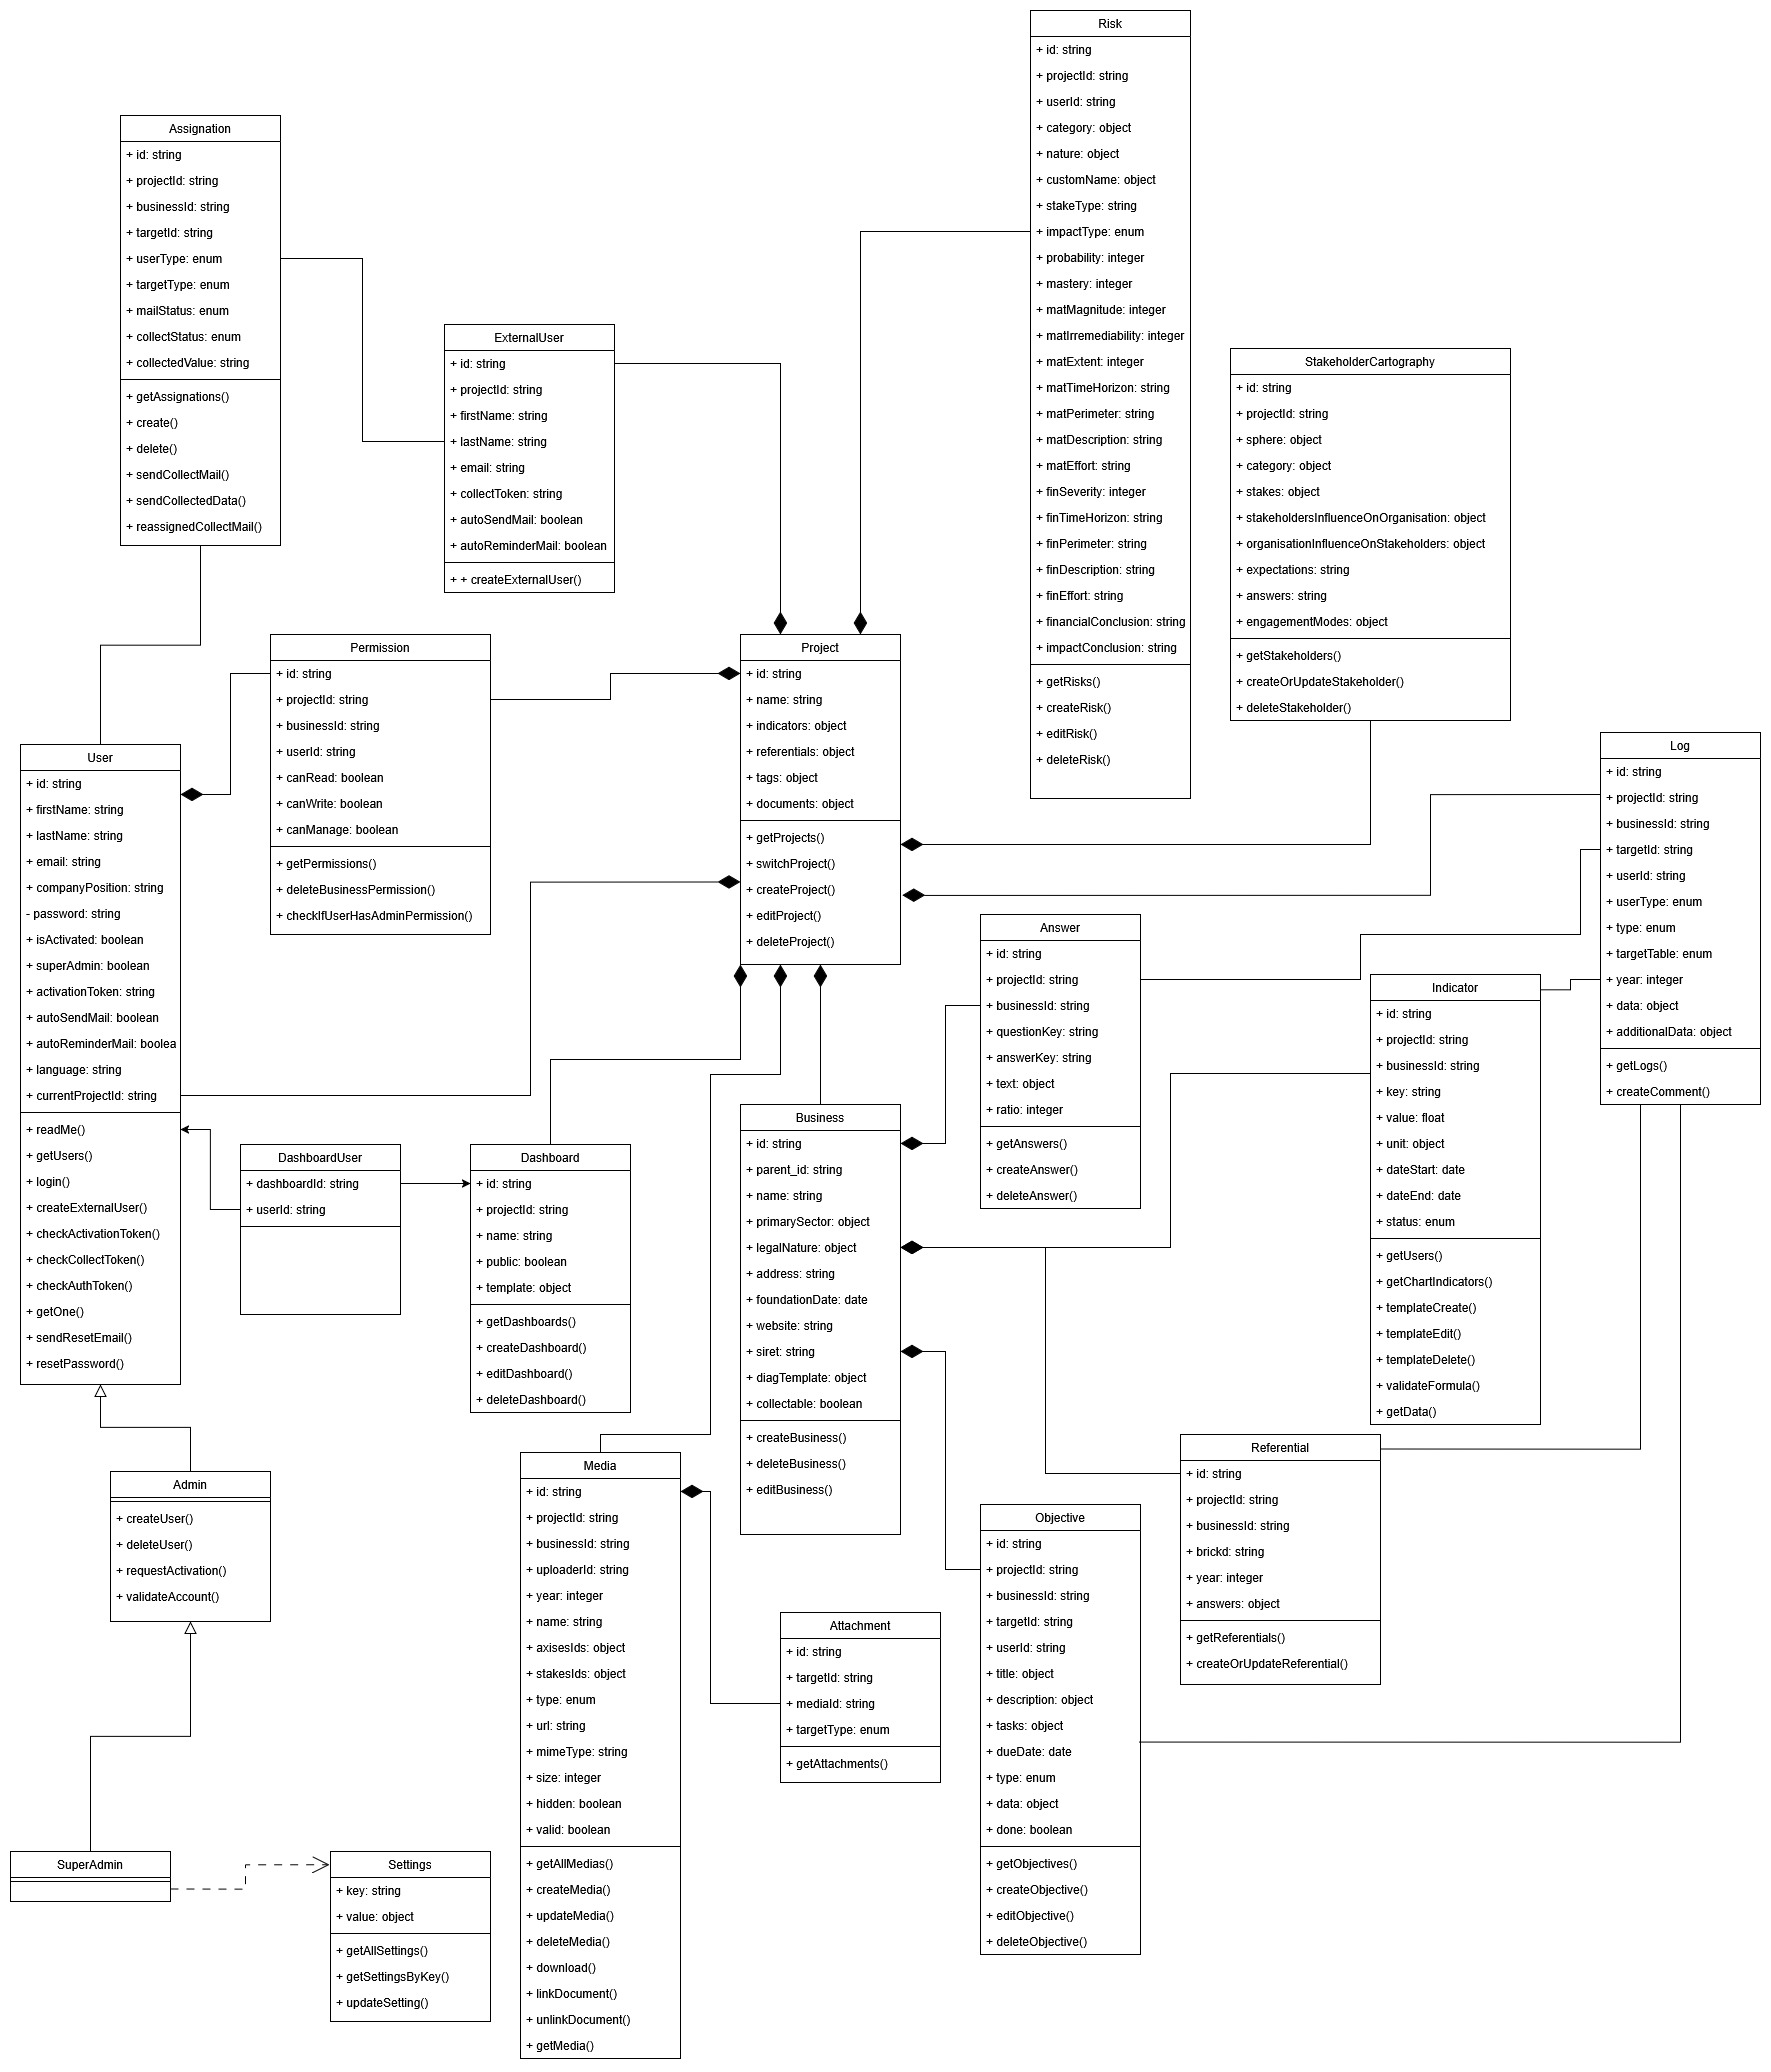 Risk
+ id: string
+ projectId: string
+ userId: string
+ category: object
+ nature: object
+ customName: object
+ stakeType: string
+ impactType: enum
+ probability: integer
+ mastery: integer
+ matMagnitude: integer
+ matIrremediability: integer
+ matExtent: integer
+ matTimeHorizon: string
+ matPerimeter: string
+ matDescription: string
+ matEffort: string
+ finSeverity: integer
+ finTimeHorizon: string
+ finPerimeter: string
+ finDescription: string
+ finEffort: string
+ financialConclusion: string
+ impactConclusion: string
+ getRisks()
+ createRisk()
+ editRisk()
+ deleteRisk()
Assignation
+ id: string
+ projectId: string
+ businessId: string
+ targetId: string
+ userType: enum
+ targetType: enum
+ mailStatus: enum
+ collectStatus: enum
+ collectedValue: string
+ getAssignations()
+ create()
+ delete()
+ sendCollectMail()
+ sendCollectedData()
+ reassignedCollectMail()
ExternalUser
+ id: string
+ projectId: string
+ firstName: string
+ lastName: string
+ email: string
+ collectToken: string
+ autoSendMail: boolean
+ autoReminderMail: boolean
+ + createExternalUser()
StakeholderCartography
+ id: string
+ projectId: string
+ sphere: object
+ category: object
+ stakes: object
+ stakeholdersInfluenceOnOrganisation: object
+ organisationInfluenceOnStakeholders: object
+ expectations: string
+ answers: string
+ engagementModes: object
+ getStakeholders()
+ createOrUpdateStakeholder()
+ deleteStakeholder()
Permission
+ id: string
+ projectId: string
+ businessId: string
+ userId: string
+ canRead: boolean
+ canWrite: boolean
+ canManage: boolean
+ getPermissions()
+ deleteBusinessPermission()
+ checkIfUserHasAdminPermission()
Project
+ id: string
+ name: string
+ indicators: object
+ referentials: object
+ tags: object
+ documents: object
+ getProjects()
+ switchProject()
+ createProject()
+ editProject()
+ deleteProject()
Log
+ id: string
+ projectId: string
+ businessId: string
+ targetId: string
+ userId: string
+ userType: enum
+ type: enum
+ targetTable: enum
+ year: integer
+ data: object
+ additionalData: object
+ getLogs()
+ createComment()
User
+ id: string
+ firstName: string
+ lastName: string
+ email: string
+ companyPosition: string
- password: string
+ isActivated: boolean
+ superAdmin: boolean
+ activationToken: string
+ autoSendMail: boolean
+ autoReminderMail: boolea
+ language: string
+ currentProjectId: string
+ readMe()
+ getUsers()
+ login()
+ createExternalUser()
+ checkActivationToken()
+ checkCollectToken()
+ checkAuthToken()
+ getOne()
+ sendResetEmail()
+ resetPassword()
Answer
+ id: string
+ projectId: string
+ businessId: string
+ questionKey: string
+ answerKey: string
+ text: object
+ ratio: integer
+ getAnswers()
+ createAnswer()
+ deleteAnswer()
Indicator
+ id: string
+ projectId: string
+ businessId: string
+ key: string
+ value: float
+ unit: object
+ dateStart: date
+ dateEnd: date
+ status: enum
+ getUsers()
+ getChartIndicators()
+ templateCreate()
+ templateEdit()
+ templateDelete()
+ validateFormula()
+ getData()
DashboardUser
+ dashboardId: string
+ userId: string
Dashboard
+ id: string
+ projectId: string
+ name: string
+ public: boolean
+ template: object
+ getDashboards()
+ createDashboard()
+ editDashboard()
+ deleteDashboard()
Business
+ id: string
+ parent_id: string
+ name: string
+ primarySector: object
+ legalNature: object
+ address: string
+ foundationDate: date
+ website: string
+ siret: string
+ diagTemplate: object
+ collectable: boolean
+ createBusiness()
+ deleteBusiness()
+ editBusiness()
Admin
+ createUser()
+ deleteUser()
+ requestActivation()
+ validateAccount()
Media
+ id: string
+ projectId: string
+ businessId: string
+ uploaderId: string
+ year: integer
+ name: string
+ axisesIds: object
+ stakesIds: object
+ type: enum
+ url: string
+ mimeType: string
+ size: integer
+ hidden: boolean
+ valid: boolean
+ getAllMedias()
+ createMedia()
+ updateMedia()
+ deleteMedia()
+ download()
+ linkDocument()
+ unlinkDocument()
+ getMedia()
Referential
+ id: string
+ projectId: string
+ businessId: string
+ brickd: string
+ year: integer
+ answers: object
+ getReferentials()
+ createOrUpdateReferential()
Objective
+ id: string
+ projectId: string
+ businessId: string
+ targetId: string
+ userId: string
+ title: object
+ description: object
+ tasks: object
+ dueDate: date
+ type: enum
+ data: object
+ done: boolean
+ getObjectives()
+ createObjective()
+ editObjective()
+ deleteObjective()
Attachment
+ id: string
+ targetId: string
+ mediaId: string
+ targetType: enum
+ getAttachments()
SuperAdmin
Settings
+ key: string
+ value: object
+ getAllSettings()
+ getSettingsByKey()
+ updateSetting()